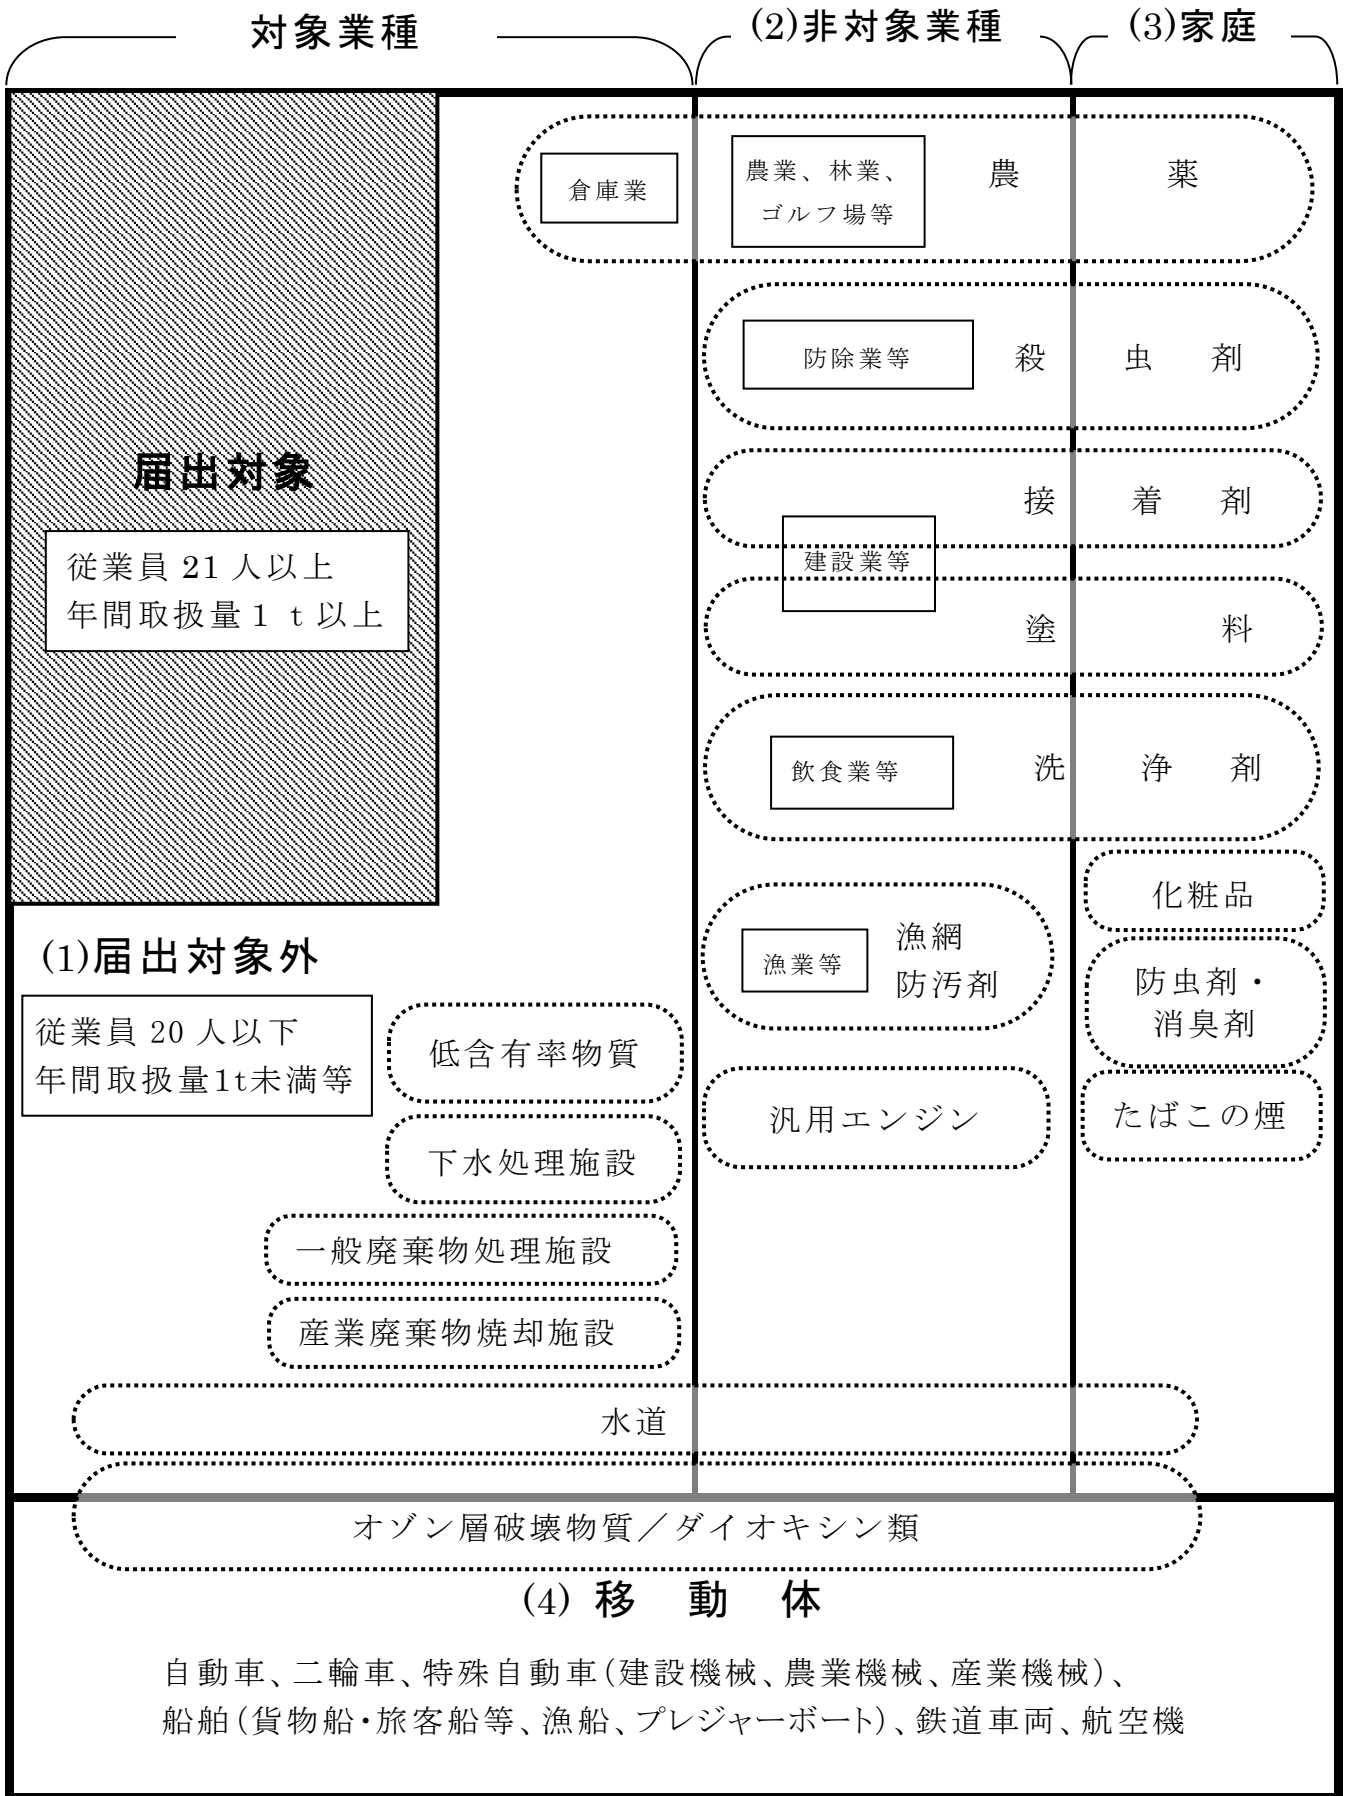 対象業種
(2)非対象業種
(3)家庭
倉庫業
農業、林業、
ゴルフ場等
農 薬
防除業等
殺 虫 剤
届出対象
従業員 21 人以上
年間取扱量１ｔ以上
接 着 剤
建設業等
塗 料
飲食業等
洗 浄 剤
化粧品
漁業等
漁網
防汚剤
防虫剤・
消臭剤
(1)届出対象外
従業員 20 人以下
年間取扱量1t未満等
低含有率物質
汎用エンジン
たばこの煙
下水処理施設
一般廃棄物処理施設
産業廃棄物焼却施設
水道
オゾン層破壊物質／ダイオキシン類
(4) 移 動 体
自動車、二輪車、特殊自動車(建設機械、農業機械、産業機械)、
船舶(貨物船・旅客船等、漁船、プレジャーボート)、鉄道車両、航空機